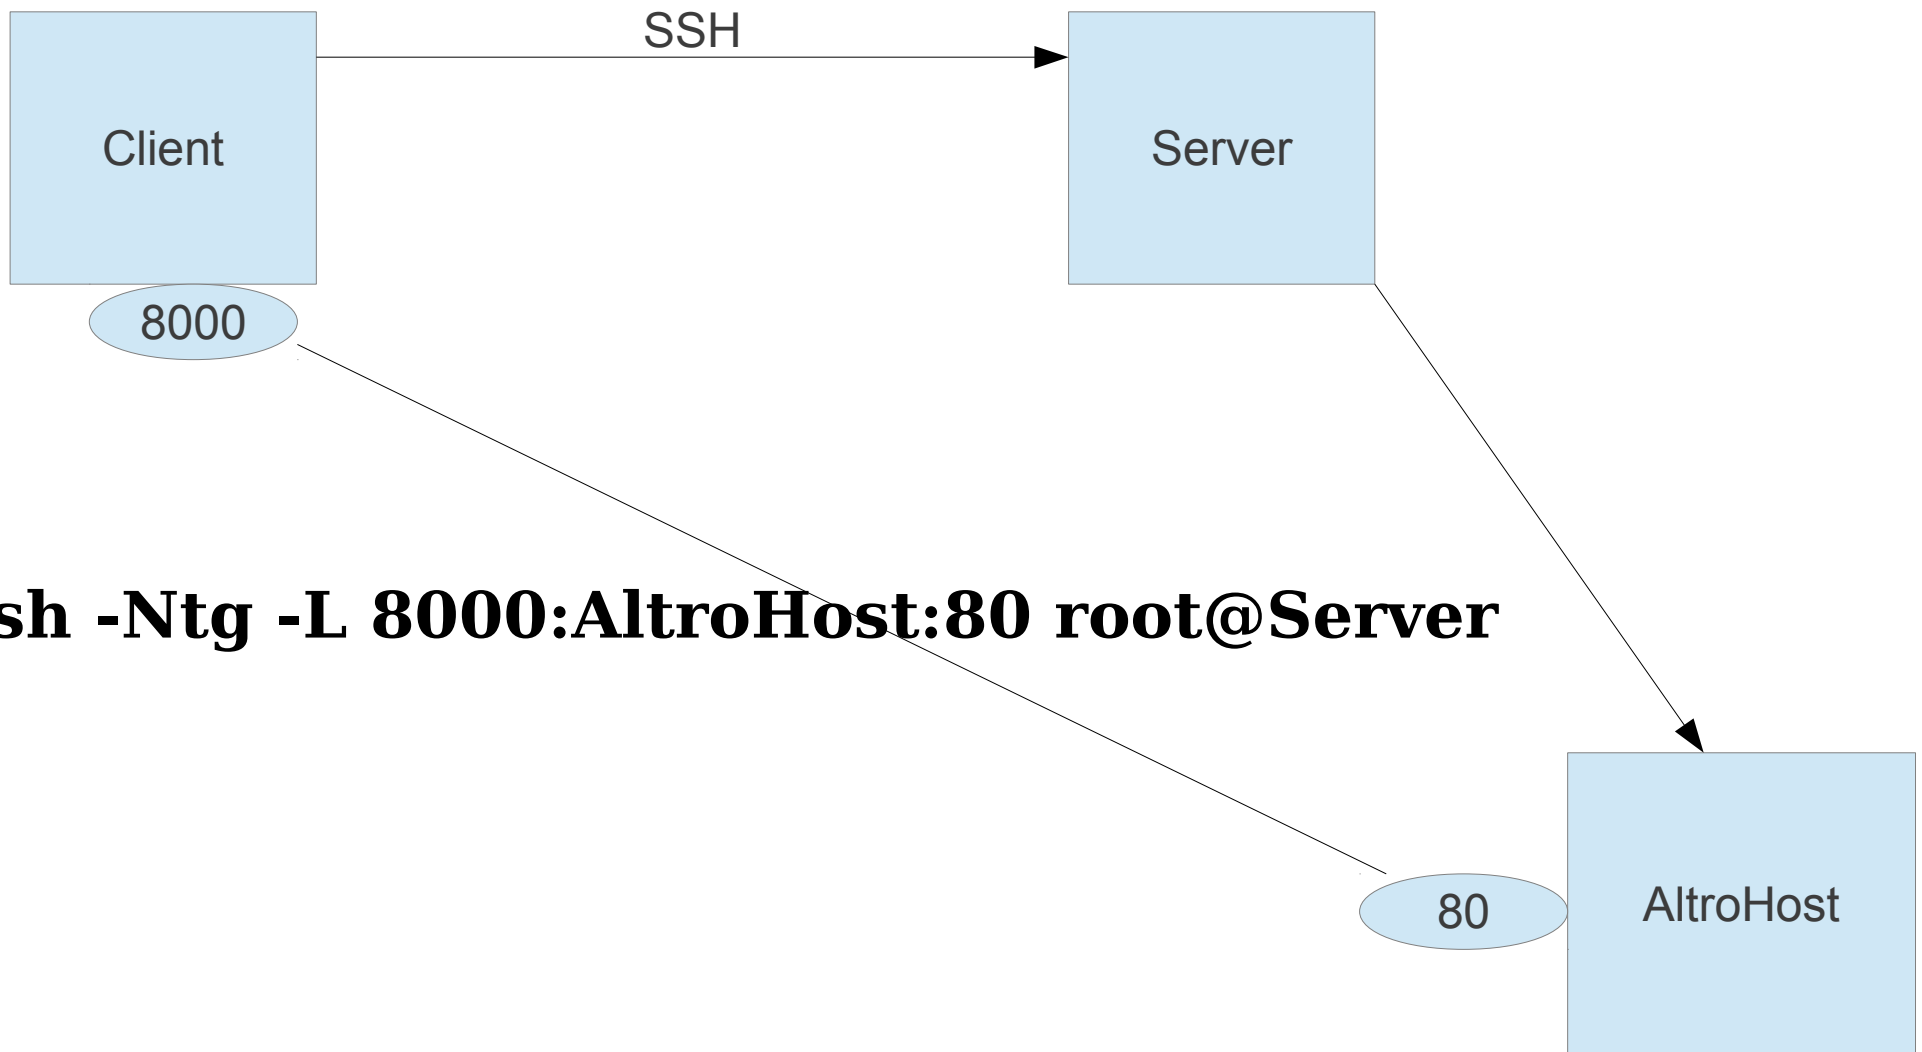 SSH
Client
Server
8000
sh -Ntg -L 8000:AltroHost:80 root@Server
80
AltroHost